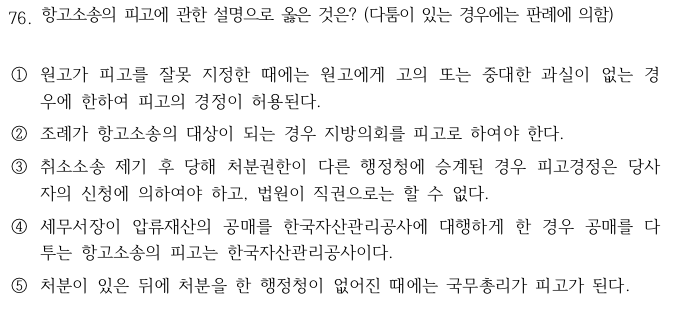 76. 항고소송의 피고에 관한 설명으로 옳은 것은? (다툼이 있는 경우에는 판례에 의함)
① 원고가 피고를 잘못 지정한 때에는 원고에게 고의 또는 중대한 과실이 없는 경
우에 한하여 피고의 경정이 허용된다.
② 조례가 항고소송의 대상이 되는 경우 지방의회를 피고로 하여야 한다.
③ 취소소송 제기 후 당해 처분권한이 다른 행정청에 승계된 경우 피고경정은 당사
자의 신청에 의하여야 하고, 법원이 직권으로는 할 수 없다.
④ 세무서장이 압류재산의 공매를 한국자산관리공사에 대행하게 한 경우 공매를 다
투는 항고소송의 피고는 한국자산관리공사이다.
⑤ 처분이 있은 뒤에 처분을 한 행정청이 없어진 때에는 국무총리가 피고가 된다.